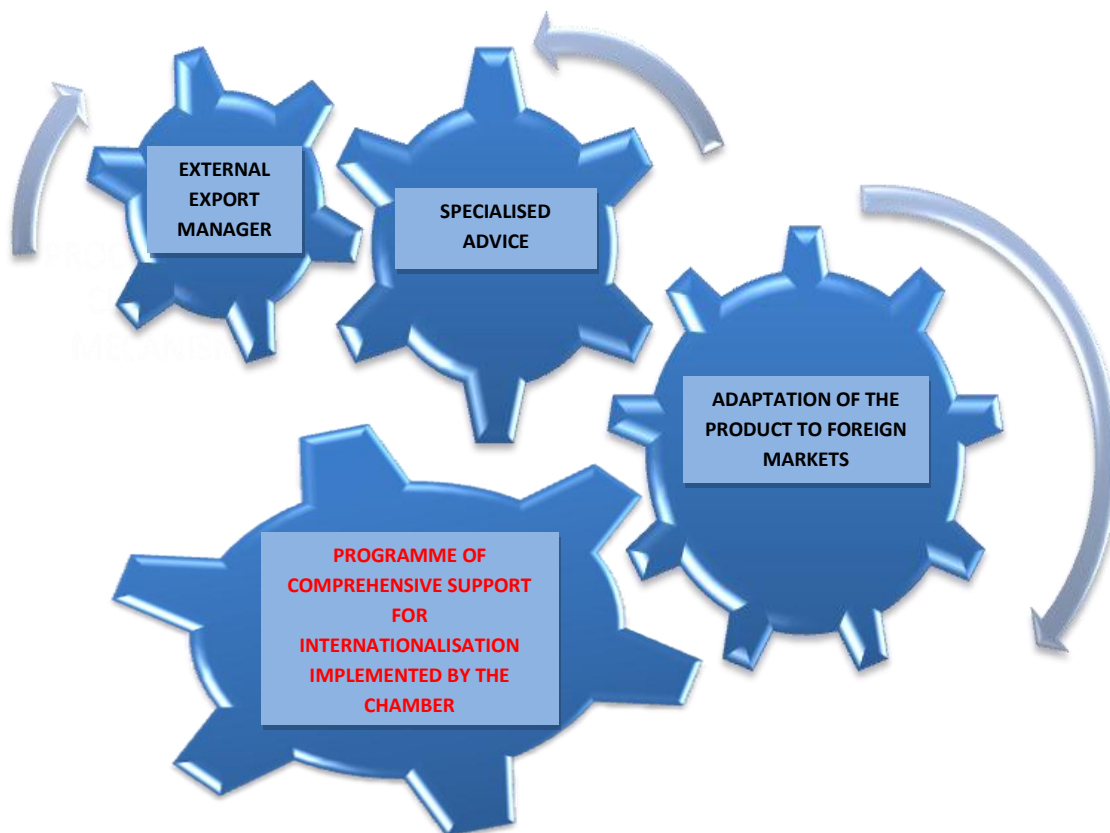 EXTERNAL
EXPORT
MANAGER
SPECIALISED
ADVICE
ADAPTATION OF THE
PRODUCT TO FOREIGN
MARKETS
PROGRAMME OF
COMPREHENSIVE SUPPORT
FOR
INTERNATIONALISATION
IMPLEMENTED BY THE
CHAMBER